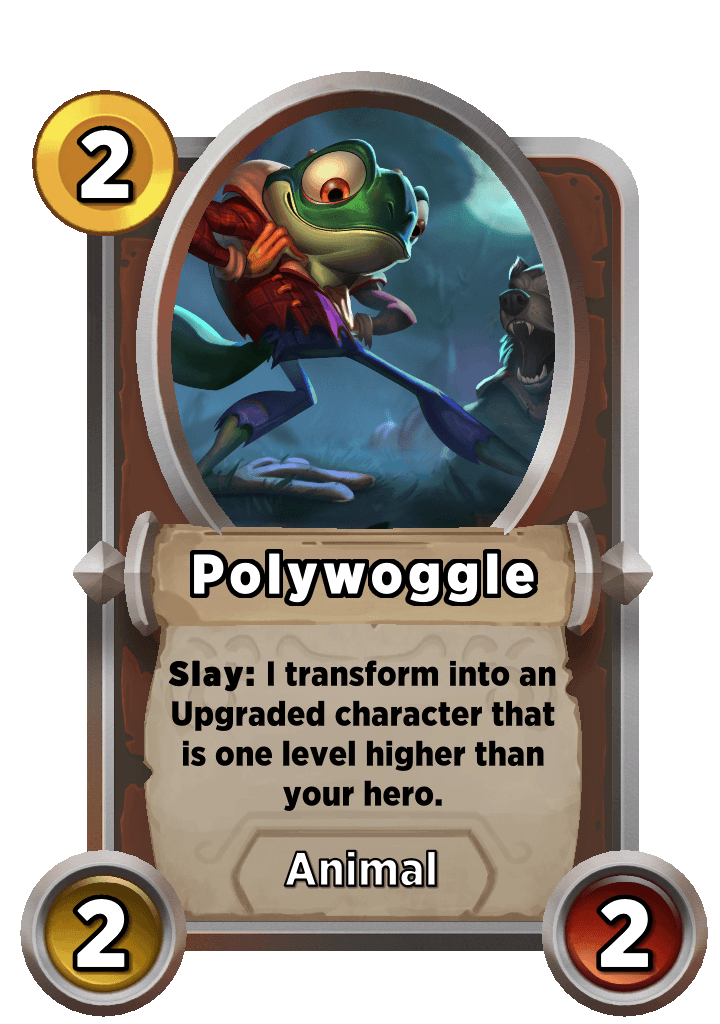 2
Polywoggle
Slay: I transform into an
Upgraded character that
is one level higher than
your hero.
Animal
2
2